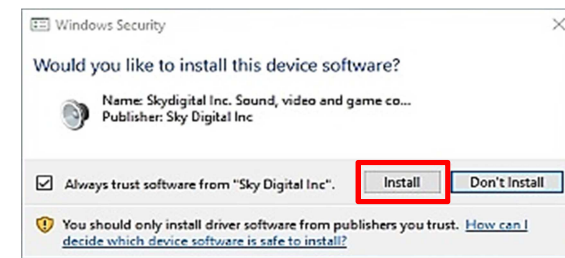 Windows Security
Would you like to install this device software?
Name: Skydigital Inc. Sound, video and game co...
Publisher: Sky Digital Inc
Always trust software from "Sky Digital Inc".
Install
Don't Install
You should only install driver software from publishers you trust. How can I
decide which device software is safe to install?